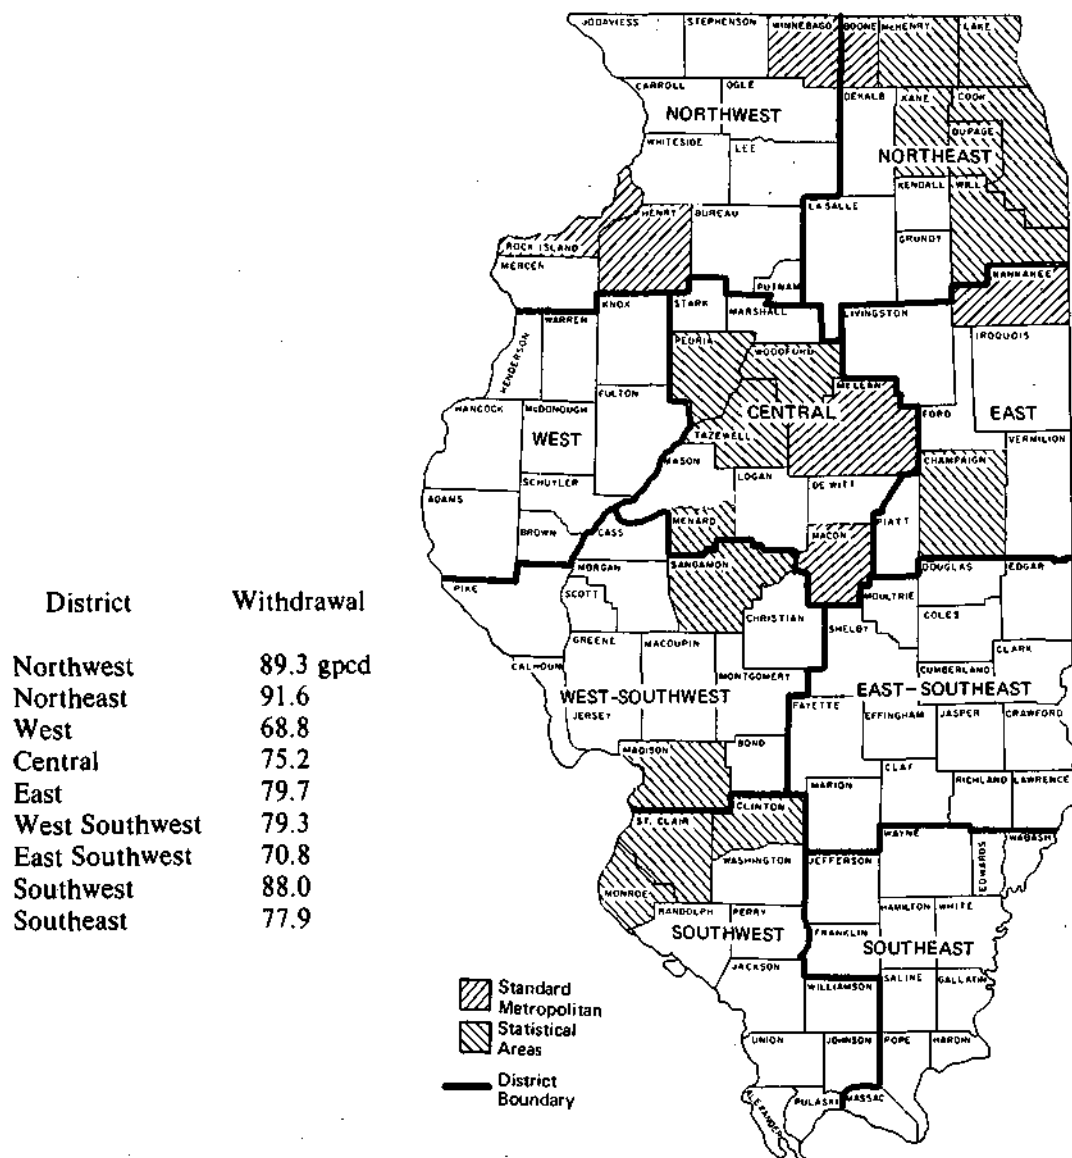 District Withdrawal
Northwest 89.3 gpcd
Northeast 91.6
West 68.8
Central 75.2
East 79.7
West Southwest 79.3
East Southwest 70.8
Southwest 88.0
Southeast 77.9
JODAVIESS STEPHENSON WINNEBAGO BOONE McHENRY LAKE
CARROLL OGLE DEKALB KANE COOK
NORTHWEST
DUPAGE
WHITESIDE LEE NORTHEAST
KENDALL WILL
HENRY BUREAU LA SALLE
ROCK ISLAND GRUNDY
MERCER PUTNAM KANKAKEE
KNOX STARK MARSHALL LIVINGSTON
WARREN
HENDERSON PEORIA WOODFORD IROQUOIS
McLEAN
HANCOCK McDONOUGH FULTON CENTRAL FORD EAST
WEST TAZEWELL VERMILION
MASON LOGAN DE WITT CHAMPAIGN
SCHUYLER
ADAMS MENARD PIATT
BROWN CASS MACON
MORGAN SANGAMON DOUGLAS EDGAR
PIKE SCOTT MOULTRIE
CHRISTIAN SHELBY COLES
GREENE MACOUPIN CLARK
CALHOUN MONTGOMERY CUMBERLAND
WEST-SOUTHWEST EAST-SOUTHEAST
JERSEY FAYETTE EFFINGHAM JASPER CRAWFORD
MADISON BOND
CLAY
MARION RICHLAND LAWRENCE
CLINTON
ST. CLAIR WAYNE WABASH
WASHINGTON JEFFERSON EDWARDS
MONROE
RANDOLPH PERRY HAMILTON WHITE
SOUTHWEST FRANKLIN SOUTHEAST
JACKSON WILLIAMSON SALINE GALLATIN
UNION JOHNSON POPE HARDIN
ALEXANDER PULASKI MASSAC
Standard
Metropolitan
Statistical
Areas
District
Boundary